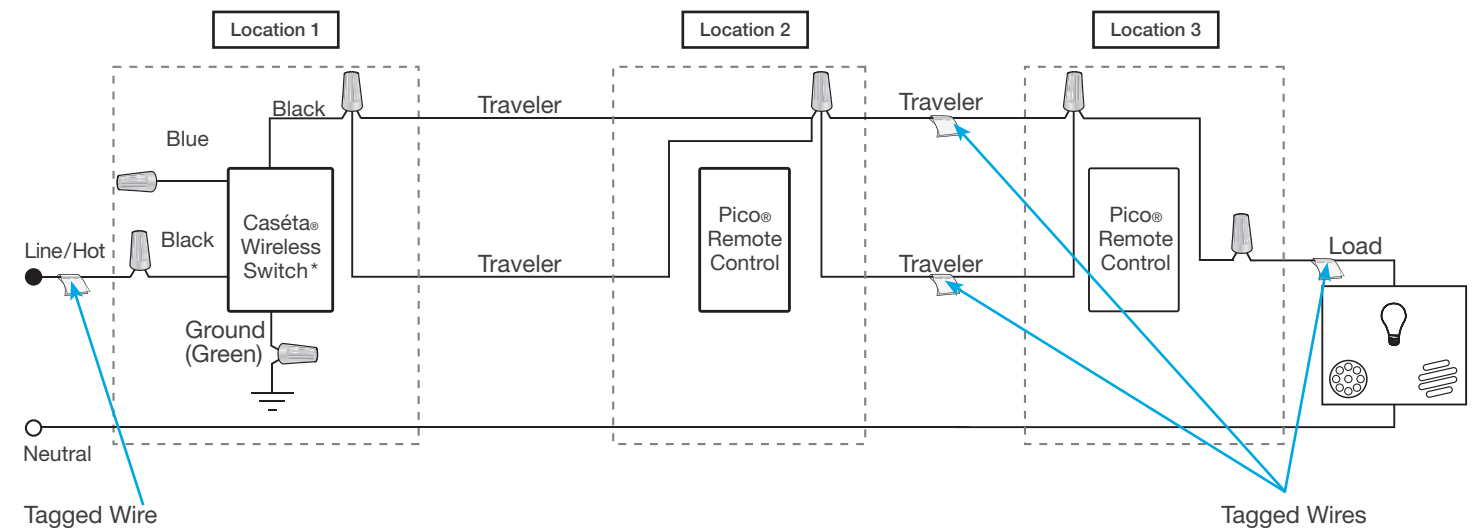 Location 1
Location 2
Location 3
Black
Traveler
Traveler
Blue
Caséta®
Wireless
Switch*
Pico®
Remote
Control
Pico®
Remote
Control
Line/Hot
Black
Traveler
Traveler
Load
Ground
(Green)
Neutral
Tagged Wire
Tagged Wires